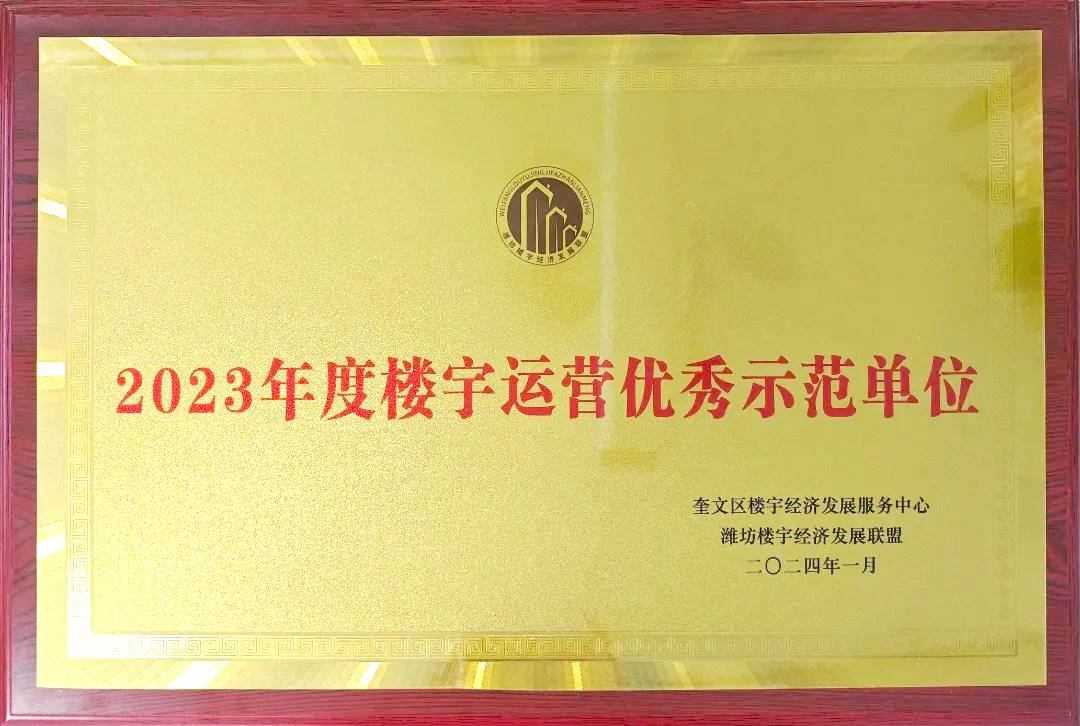 WEIFANGLOUYUJINGJIFAZHANLIANMENG
潍坊楼宇经济发展联盟
2023年度楼宇运营优秀示范单位
奎文区楼宇经济发展服务中心
潍坊楼宇经济发展联盟
二〇二四年一月